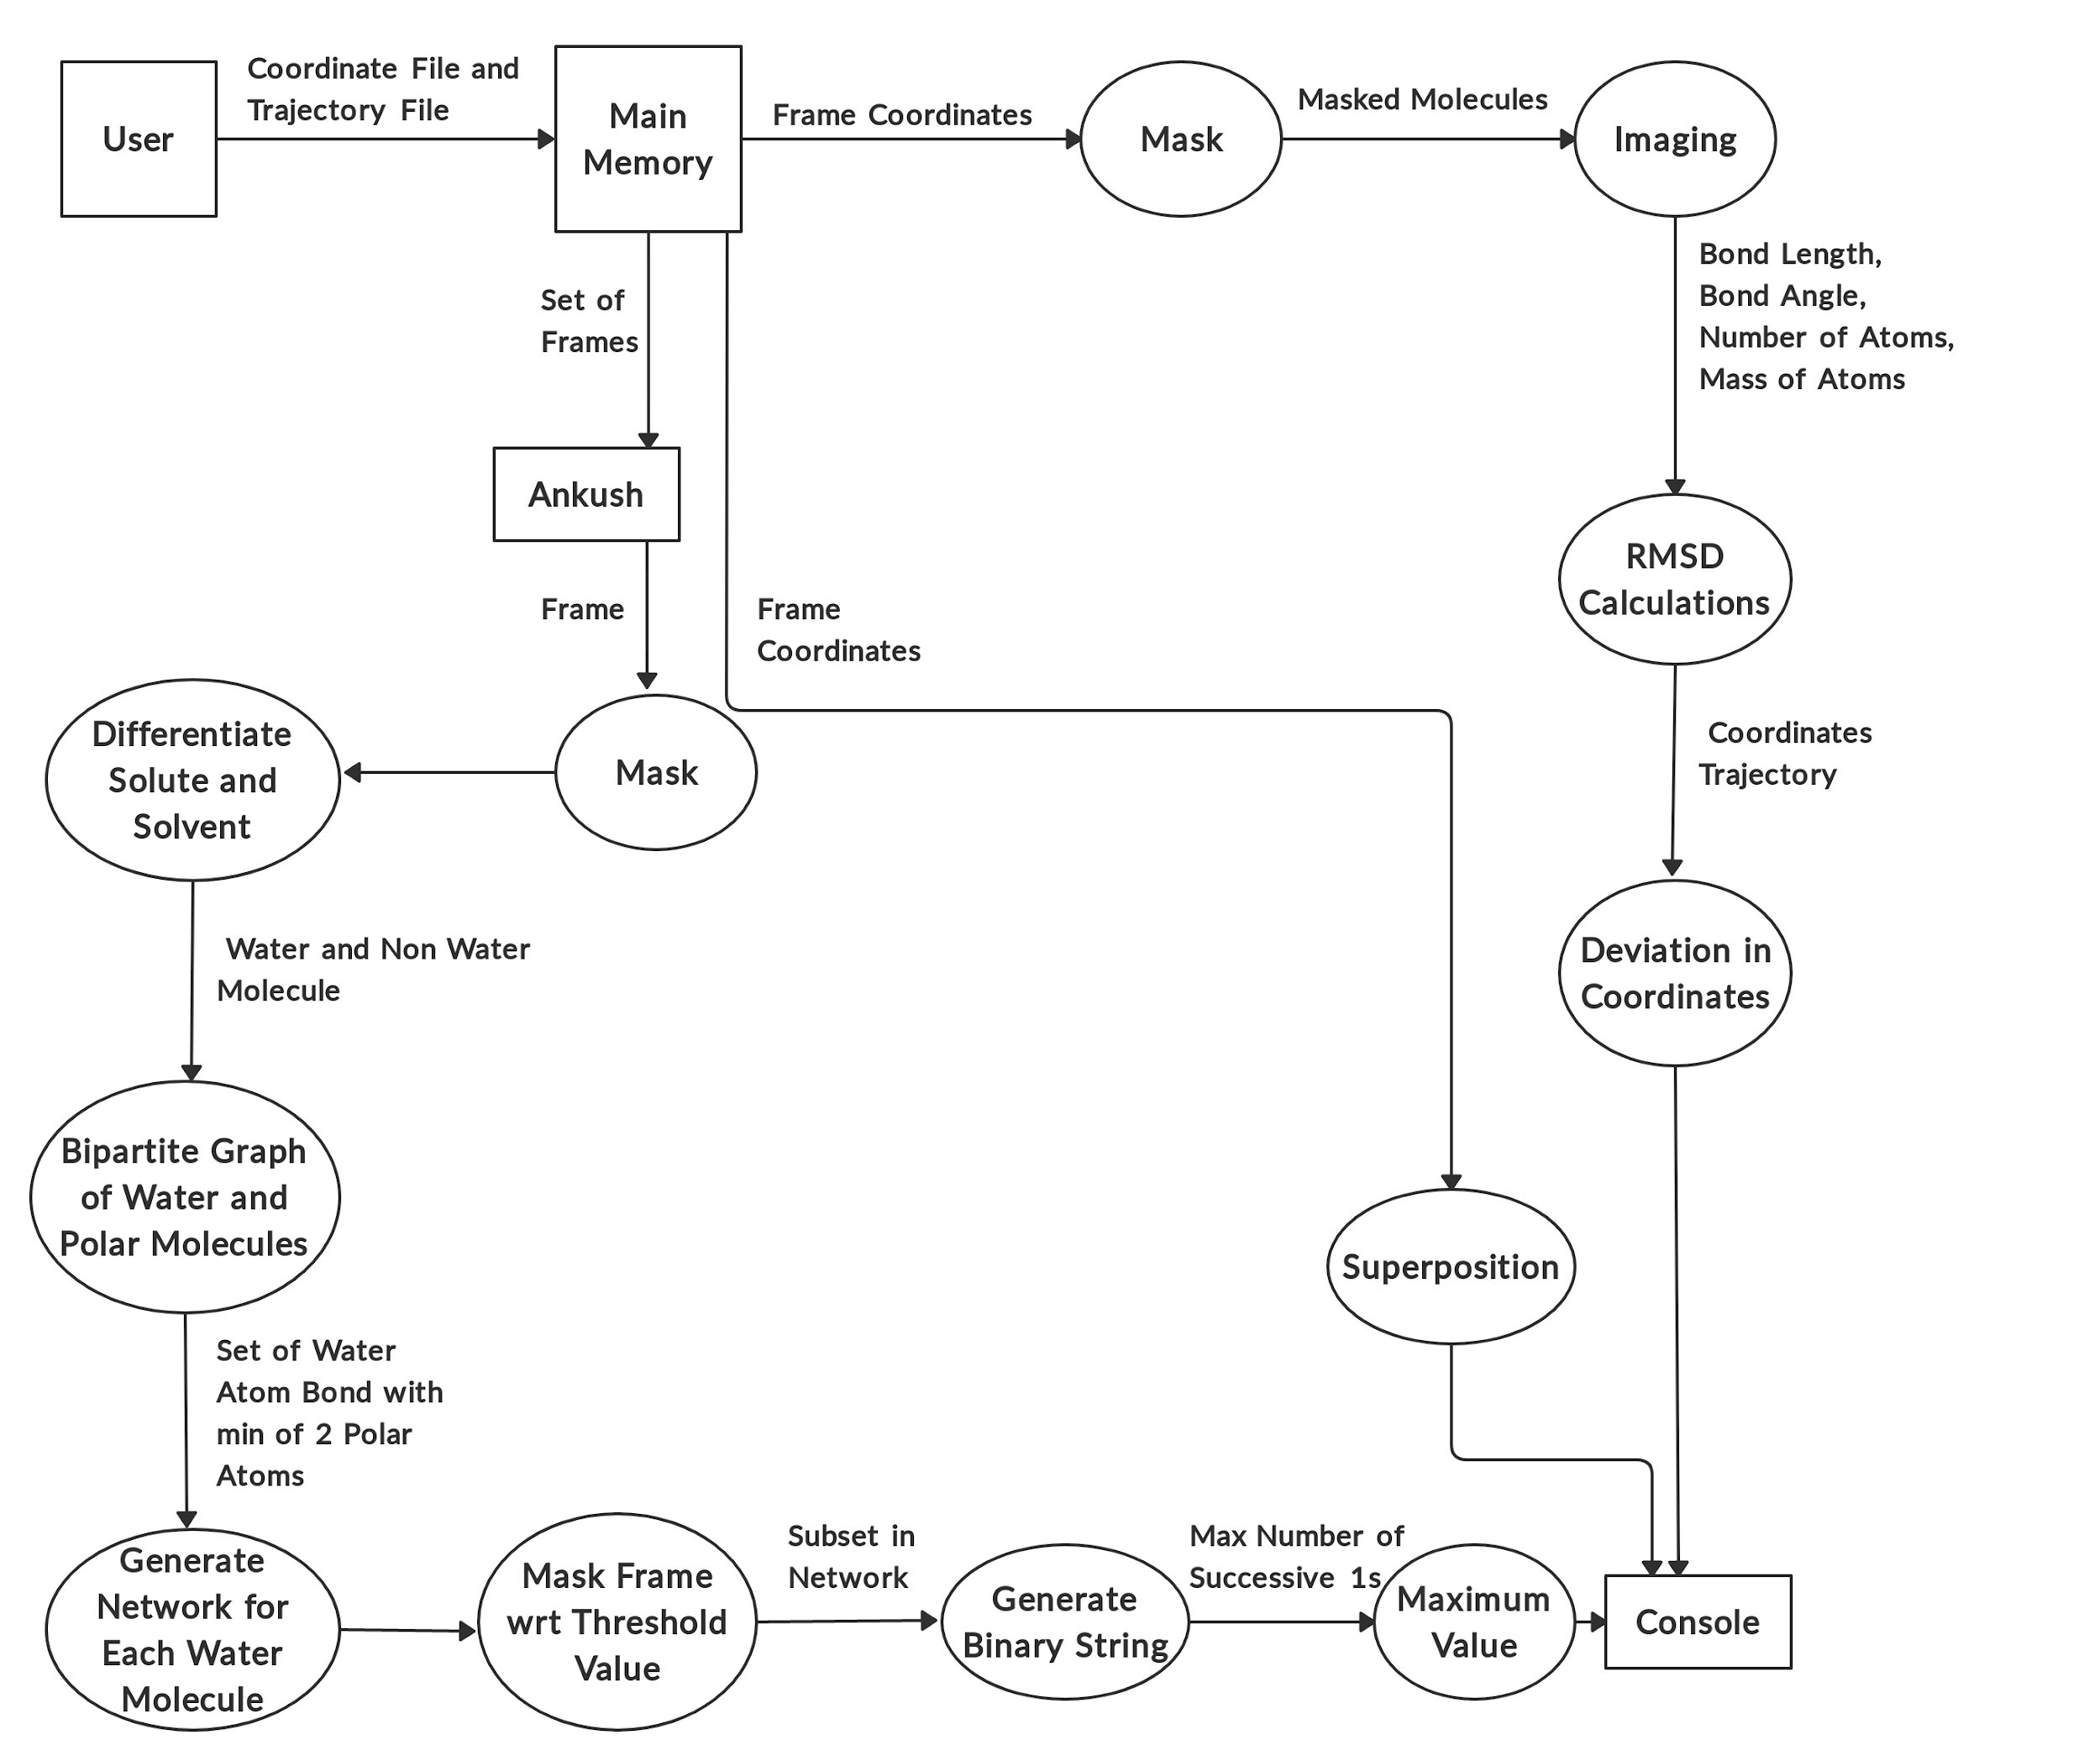 User
Coordinate File and
Trajectory File
Main
Memory
Frame Coordinates
Mask
Masked Molecules
Imaging
Bond Length,
Bond Angle,
Number of Atoms,
Mass of Atoms
Set of
Frames
Ankush
Frame
Frame
Coordinates
RMSD
Calculations
Coordinates
Trajectory
Differentiate
Solute and
Solvent
Mask
Deviation in
Coordinates
Water and Non Water
Molecule
Bipartite Graph
of Water and
Polar Molecules
Superposition
Set of Water
Atom Bond with
min of 2 Polar
Atoms
Generate
Network for
Each Water
Molecule
Mask Frame
wrt Threshold
Value
Subset in
Network
Generate
Binary String
Max Number of
Successive 1s
Maximum
Value
Console